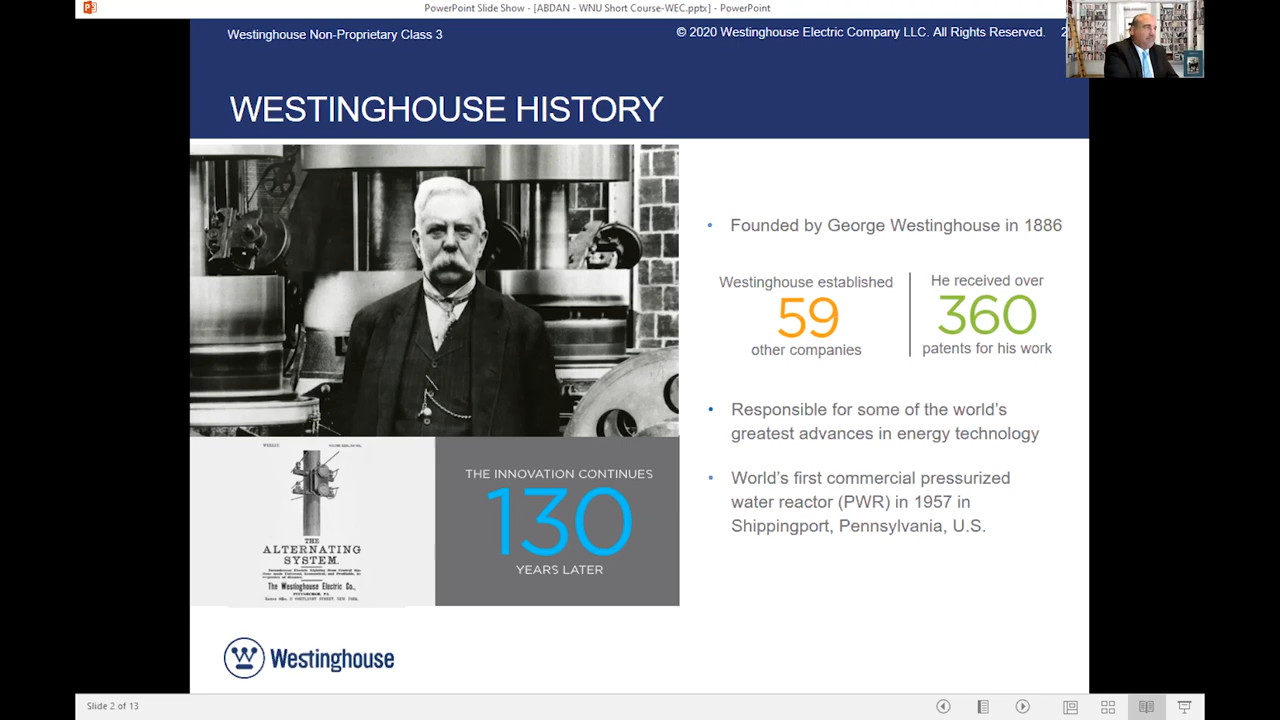 PowerPoint Slide Show - [ABDAN - WNU Short Course-WEC.pptx] - PowerPoint
Westinghouse Non-Proprietary Class 3
© 2020 Westinghouse Electric Company LLC. All Rights Reserved.
WESTINGHOUSE HISTORY
• Founded by George Westinghouse in 1886
Westinghouse established
59
other companies
He received over
360
patents for his work
• Responsible for some of the world's
greatest advances in energy technology
• World's first commercial pressurized
water reactor (PWR) in 1957 in
Shippingport, Pennsylvania, U.S.
THE
ALTERNATING
SYSTEM.
The Westinghouse Electric Co.,
PITTSBURGH, PA.
THE INNOVATION CONTINUES
130
YEARS LATER
Westinghouse
Slide 2 of 13